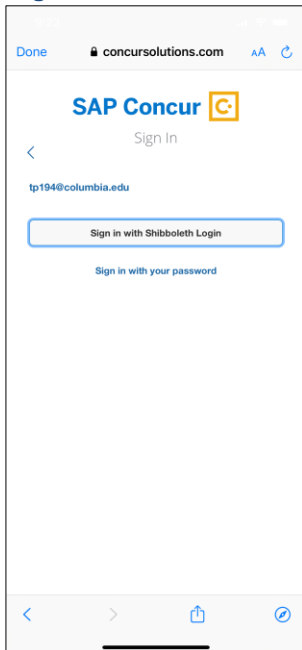 Done concursolutions.com AA
SAP Concur C
Sign In
tp194@columbia.edu
Sign in with Shibboleth Login
Sign in with your password